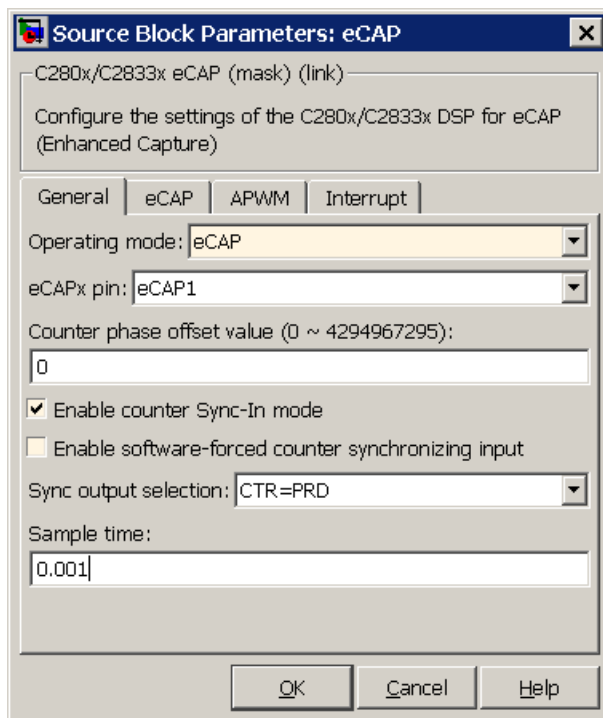 Source Block Parameters: eCAP
C280x/C2833x eCAP (mask) (link)
Configure the settings of the C280x/C2833x DSP for eCAP
(Enhanced Capture)
General eCAP APWM Interrupt
Operating mode: eCAP
eCAPx pin: eCAP1
Counter phase offset value (0 ~ 4294967295):
0
Enable counter Sync-In mode
Enable software-forced counter synchronizing input
Sync output selection: CTR=PRD
Sample time:
0.001
OK Cancel Help